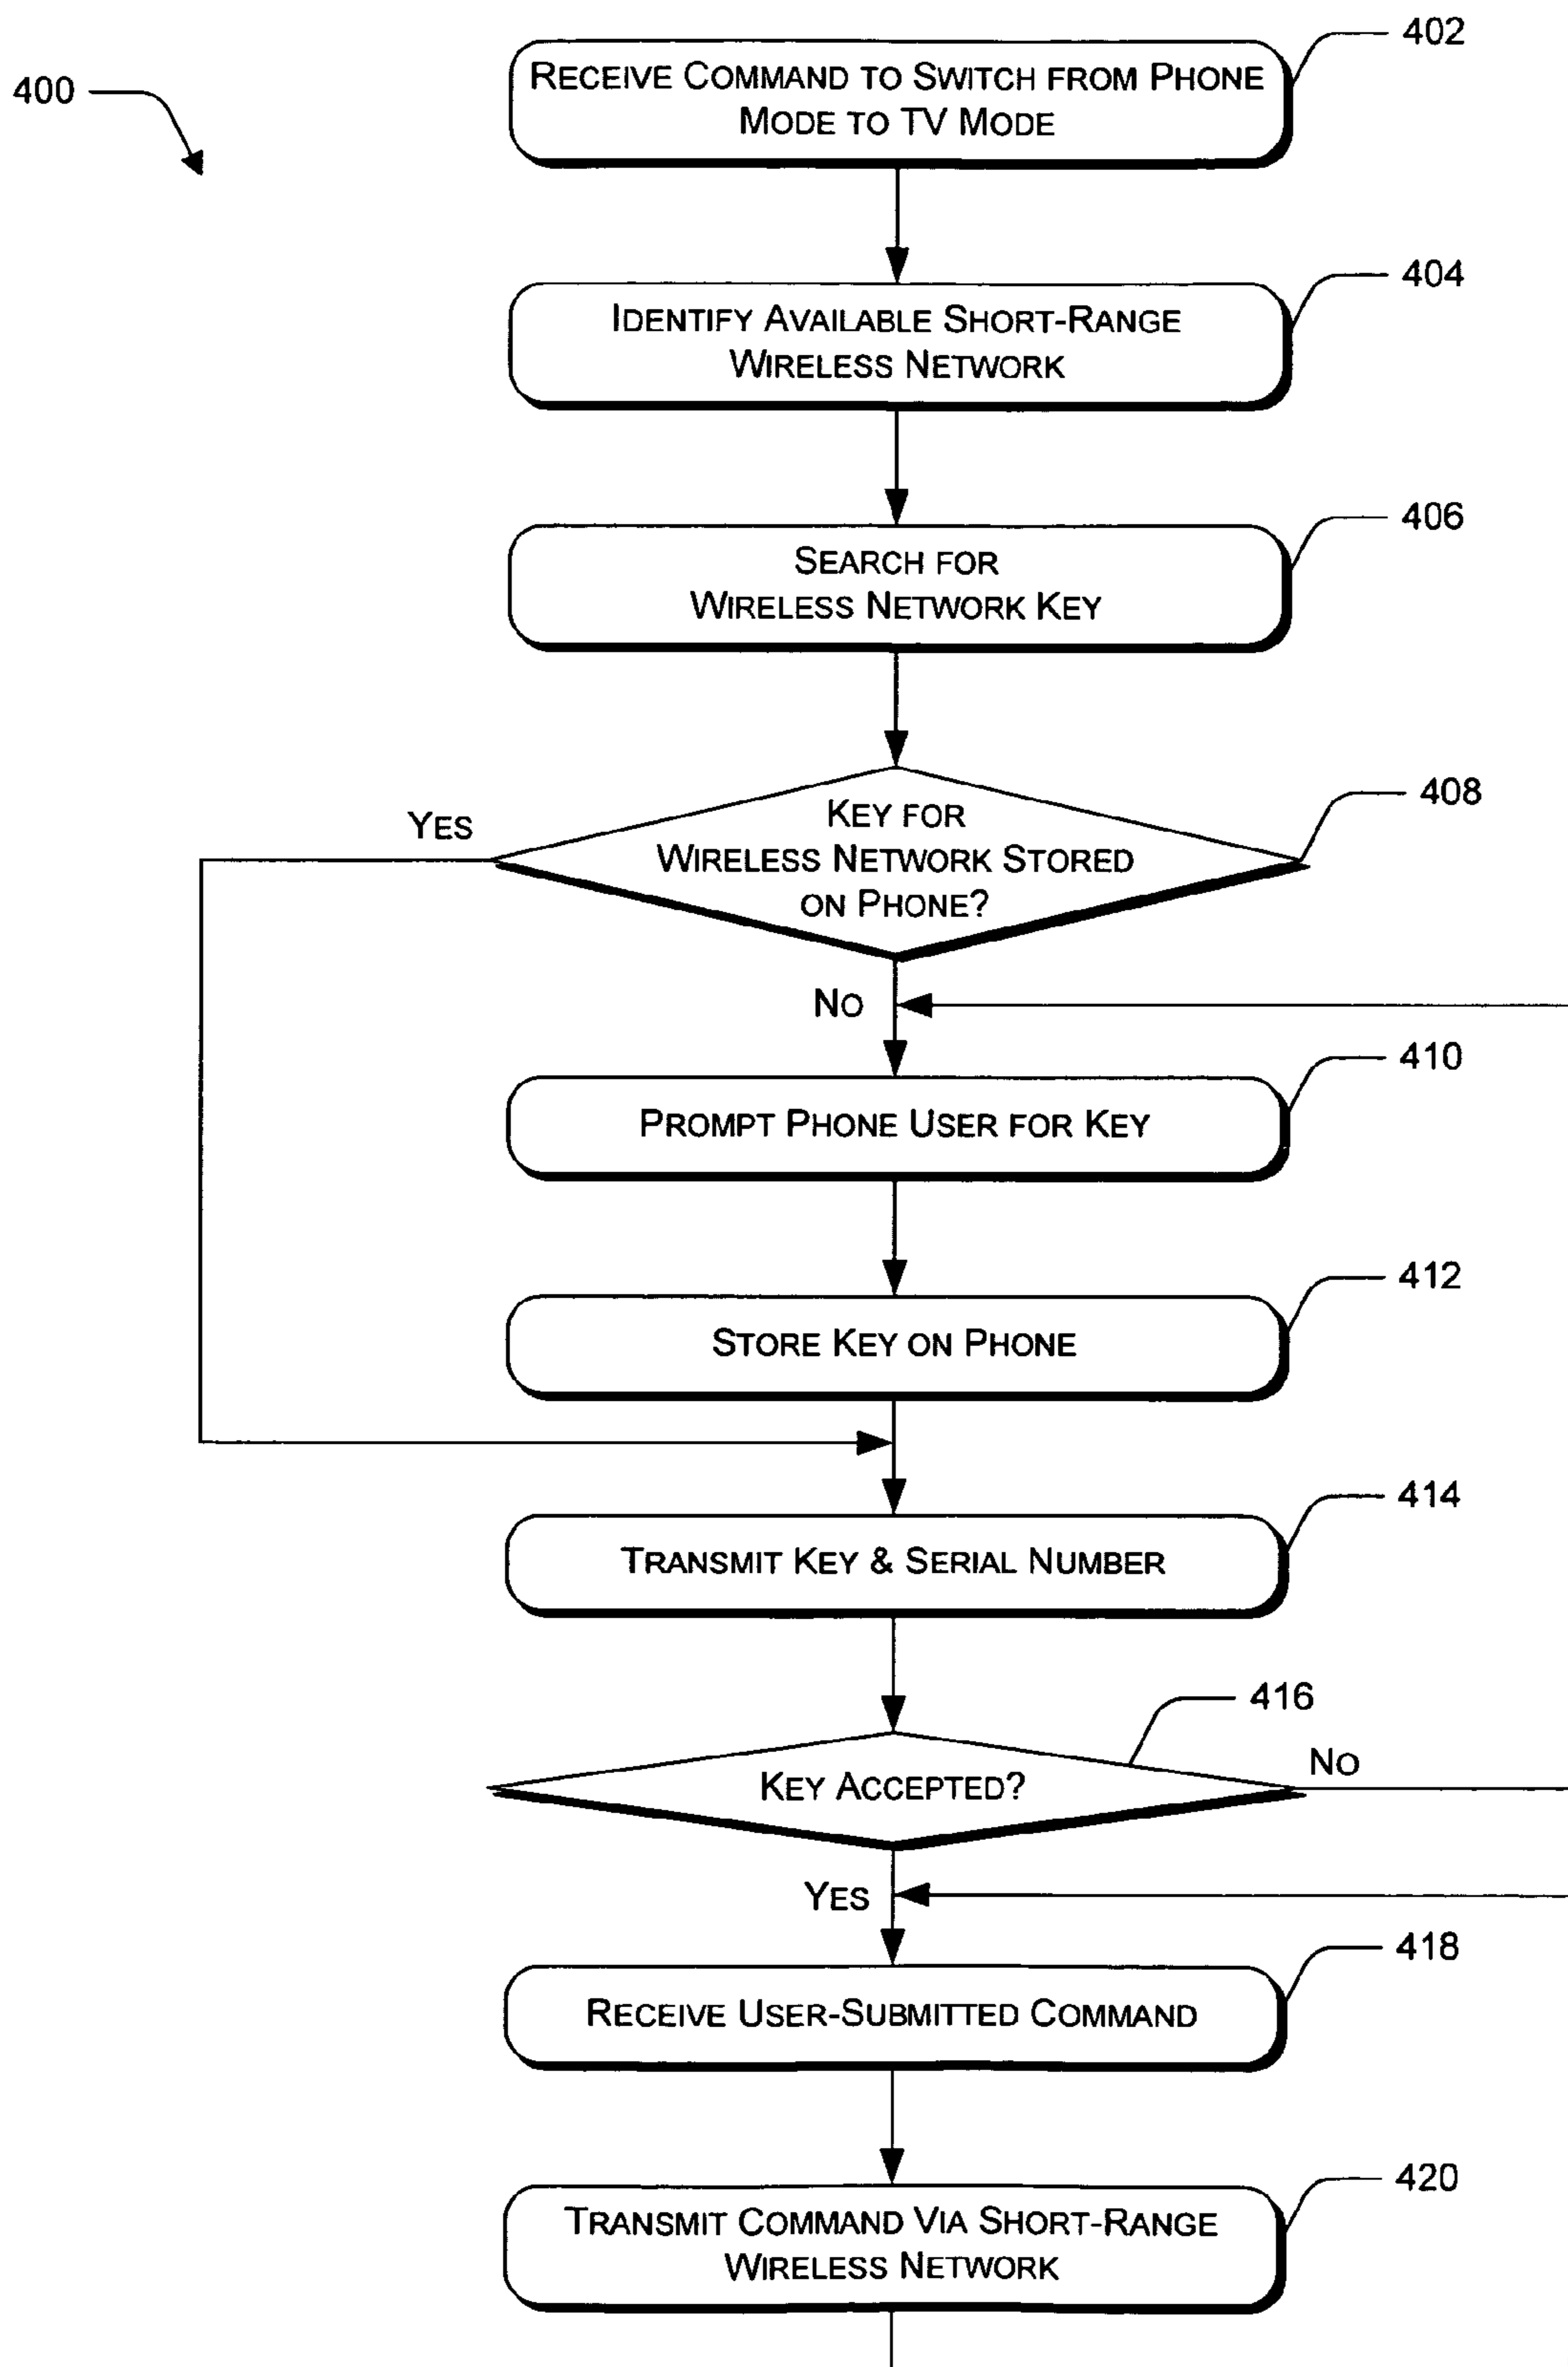 400
402
RECEIVE COMMAND TO SWITCH FROM PHONE
MODE TO TV MODE
404
IDENTIFY AVAILABLE SHORT-RANGE
WIRELESS NETWORK
406
SEARCH FOR
WIRELESS NETWORK KEY
408
YES
KEY FOR
WIRELESS NETWORK STORED
ON PHONE?
NO
410
PROMPT PHONE USER FOR KEY
412
STORE KEY ON PHONE
414
TRANSMIT KEY & SERIAL NUMBER
416
NO
KEY ACCEPTED?
YES
418
RECEIVE USER-SUBMITTED COMMAND
420
TRANSMIT COMMAND VIA SHORT-RANGE
WIRELESS NETWORK